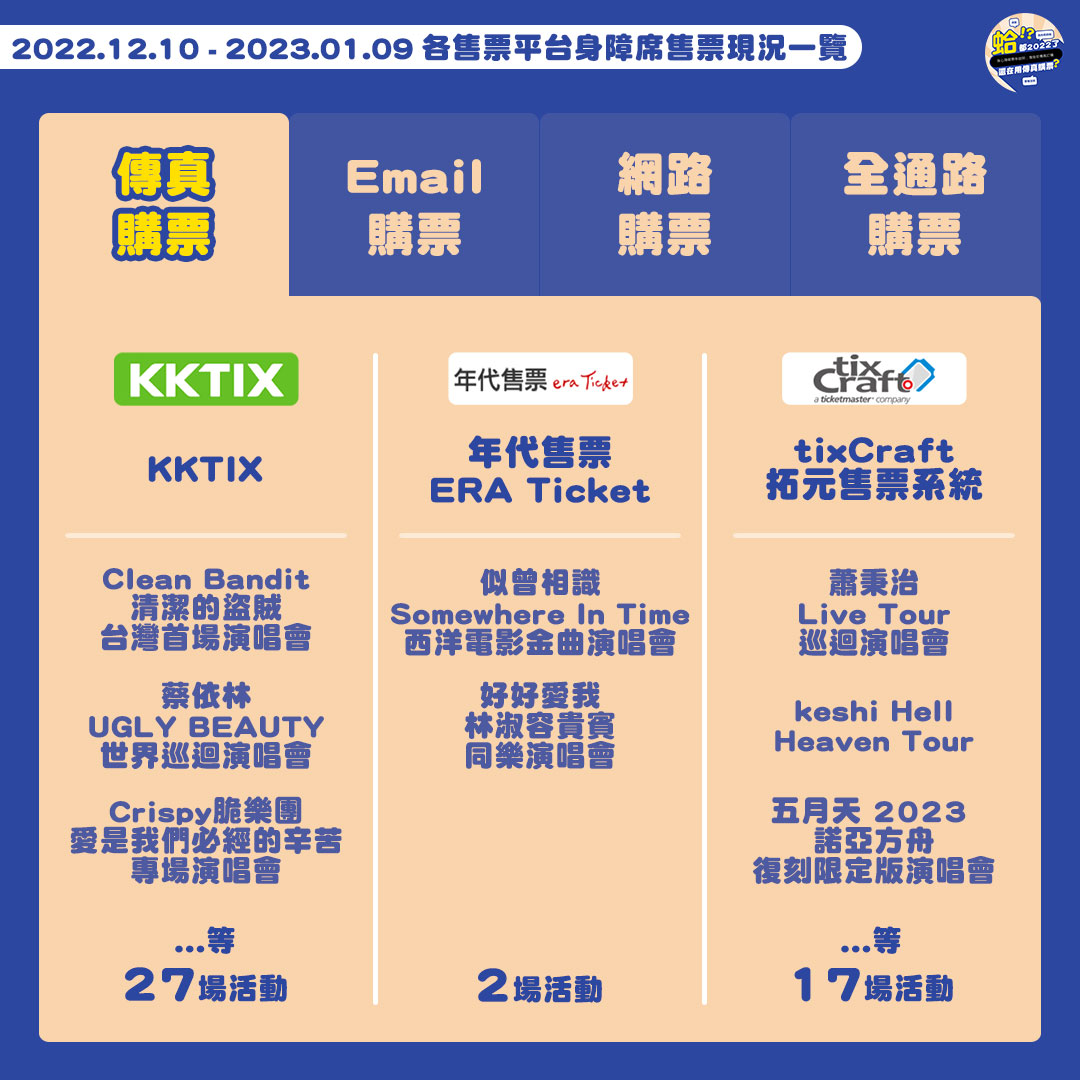 2022.12.10 - 2023.01.09 各售票平台身障席售票現況一覽
蛤!?
都2022了
還在用傳真購票?
傳真
購票
Email
購票
網路
購票
全通路
購票
KKTIX
KKTIX
Clean Bandit
清潔的盜賊
台灣首場演唱會
蔡依林
UGLY BEAUTY
世界巡迴演唱會
Crispy脆樂團
愛是我們必經的辛苦
專場演唱會
...等
27場活動
年代售票 era Ticket
年代售票
ERA Ticket
似曾相識
Somewhere In Time
西洋電影金曲演唱會
好好愛我
林淑容貴賓
同樂演唱會
2場活動
tix
Craft
a ticketmaster® company
tixCraft
拓元售票系統
蕭秉治
Live Tour
巡迴演唱會
keshi Hell
Heaven Tour
五月天 2023
諾亞方舟
復刻限定版演唱會
...等
17場活動